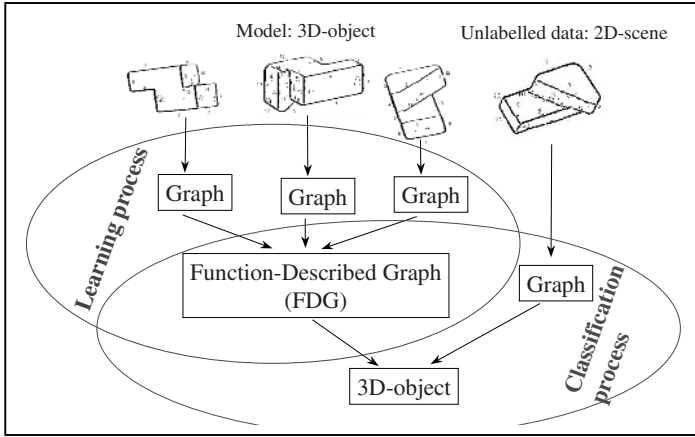 Model: 3D-object
Unlabelled data: 2D-scene
Learning process
Graph
Graph
Graph
Function-Described Graph
(FDG)
Graph
Classification
process
3D-object